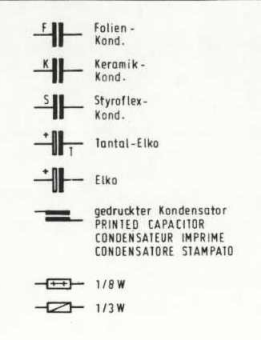 F Folien-
Kond.
K Keramik-
Kond.
S Styroflex-
Kond.
+ T Tantal-Elko
+ Elko
gedruckter Kondensator
PRINTED CAPACITOR
CONDENSATEUR IMPRIME
CONDENSATORE STAMPATO
1/8 W
1/3 W